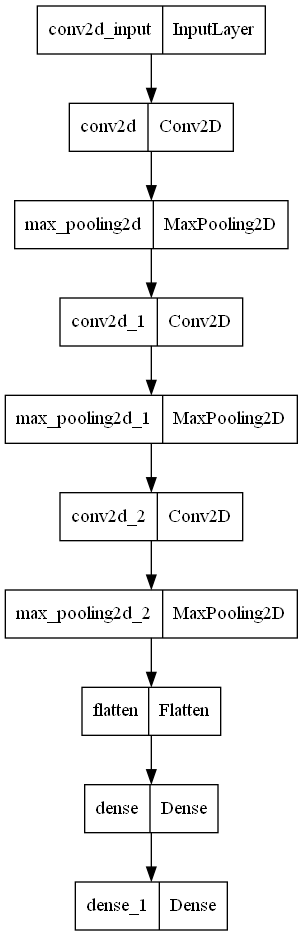 conv2d_input InputLayer
conv2d Conv2D
max_pooling2d MaxPooling2D
conv2d_1 Conv2D
max_pooling2d_1 MaxPooling2D
conv2d_2 Conv2D
max_pooling2d_2 MaxPooling2D
flatten Flatten
dense Dense
dense_1 Dense